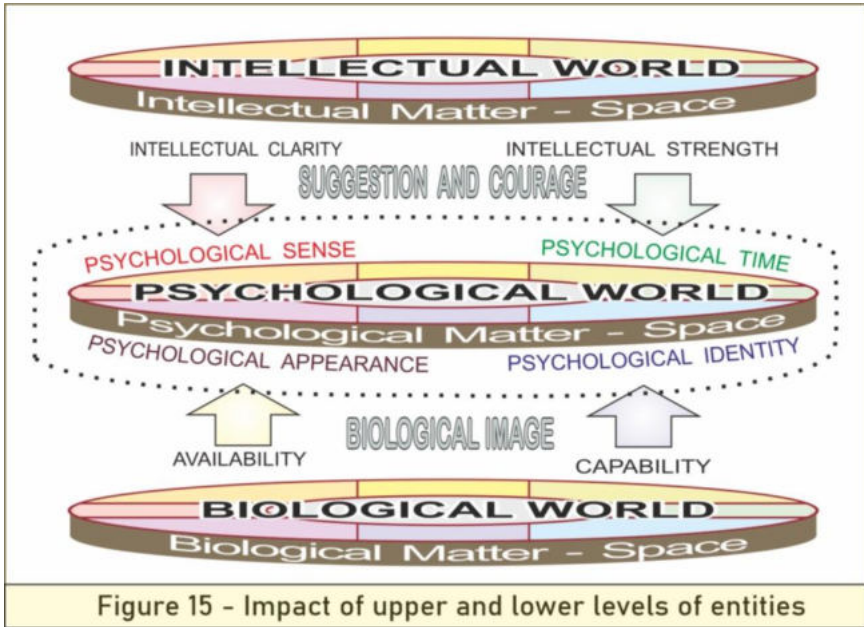 INTELLECTUAL WORLD
Intellectual Matter - Space
INTELLECTUAL CLARITY
INTELLECTUAL STRENGTH
SUGGESTION AND COURAGE
PSYCHOLOGICAL SENSE
PSYCHOLOGICAL TIME
PSYCHOLOGICAL WORLD
Psychological Matter - Space
PSYCHOLOGICAL APPEARANCE
PSYCHOLOGICAL IDENTITY
BIOLOGICAL IMAGE
AVAILABILITY
CAPABILITY
BIOLOGICAL WORLD
Biological Matter - Space
Figure 15 - Impact of upper and lower levels of entities